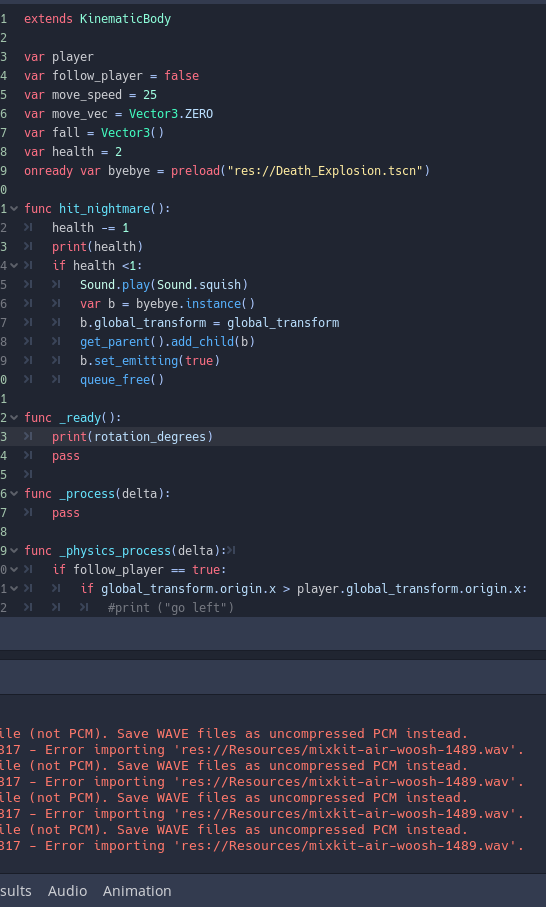 1 extends KinematicBody
2
3 var player
4 var follow_player = false
5 var move_speed = 25
6 var move_vec = Vector3.ZERO
7 var fall = Vector3()
8 var health = 2
9 onready var byebye = preload("res://Death_Explosion.tscn")
0
1 func hit_nightmare():
2 health -= 1
3 print(health)
4 if health <1:
5 Sound.play(Sound.squish)
6 var b = byebye.instance()
7 b.global_transform = global_transform
8 get_parent().add_child(b)
9 b.set_emitting(true)
0 queue_free()
1
2 func _ready():
3 print(rotation_degrees)
4 pass
5
6 func _process(delta):
7 pass
8
9 func _physics_process(delta):
0 if follow_player == true:
1 if global_transform.origin.x > player.global_transform.origin.x:
2 #print ("go left")
ile (not PCM). Save WAVE files as uncompressed PCM instead.
817 - Error importing 'res://Resources/mixkit-air-woosh-1489.wav'.
ile (not PCM). Save WAVE files as uncompressed PCM instead.
817 - Error importing 'res://Resources/mixkit-air-woosh-1489.wav'.
ile (not PCM). Save WAVE files as uncompressed PCM instead.
817 - Error importing 'res://Resources/mixkit-air-woosh-1489.wav'.
ile (not PCM). Save WAVE files as uncompressed PCM instead.
817 - Error importing 'res://Resources/mixkit-air-woosh-1489.wav'.
sults Audio Animation